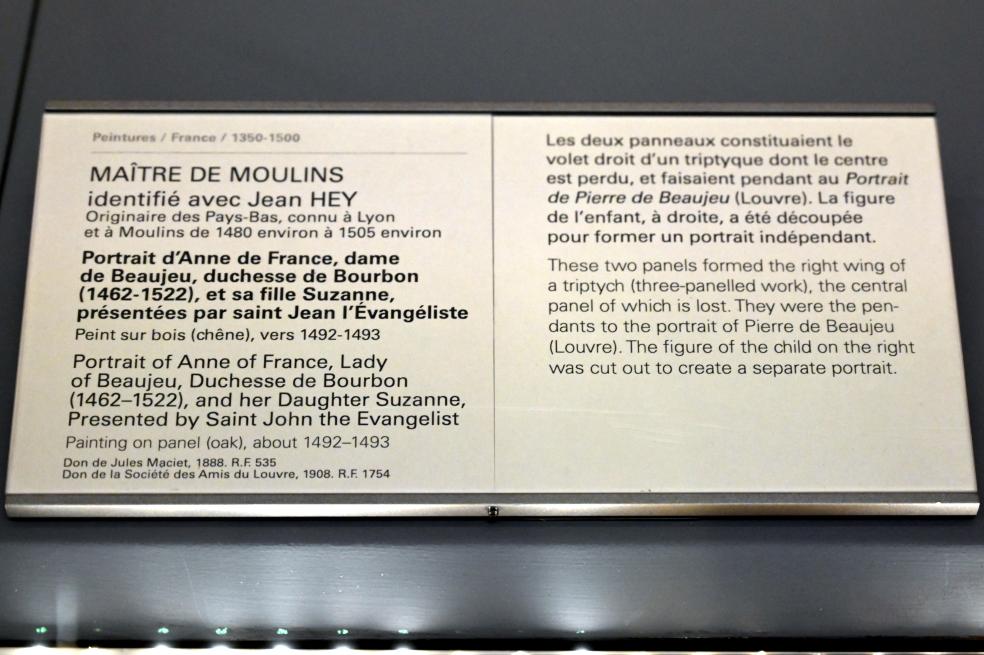 Peintures / France / 1350-1500
MAÎTRE DE MOULINS
identifié avec Jean HEY
Originaire des Pays-Bas, connu à Lyon
et à Moulins de 1480 environ à 1505 environ
Portrait d'Anne de France, dame
de Beaujeu, duchesse de Bourbon
(1462-1522), et sa fille Suzanne,
présentées par saint Jean l'Évangéliste
Peint sur bois (chêne), vers 1492-1493
Portrait of Anne of France, Lady
of Beaujeu, Duchesse de Bourbon
(1462–1522), and her Daughter Suzanne,
Presented by Saint John the Evangelist
Painting on panel (oak), about 1492–1493
Don de Jules Maciet, 1888. R.F. 535
Don de la Société des Amis du Louvre, 1908. R.F. 1754
Les deux panneaux constituaient le
volet droit d'un triptyque dont le centre
est perdu, et faisaient pendant au Portrait
de Pierre de Beaujeu (Louvre). La figure
de l'enfant, à droite, a été découpée
pour former un portrait indépendant.
These two panels formed the right wing of
a triptych (three-panelled work), the central
panel of which is lost. They were the pen-
dants to the portrait of Pierre de Beaujeu
(Louvre). The figure of the child on the right
was cut out to create a separate portrait.